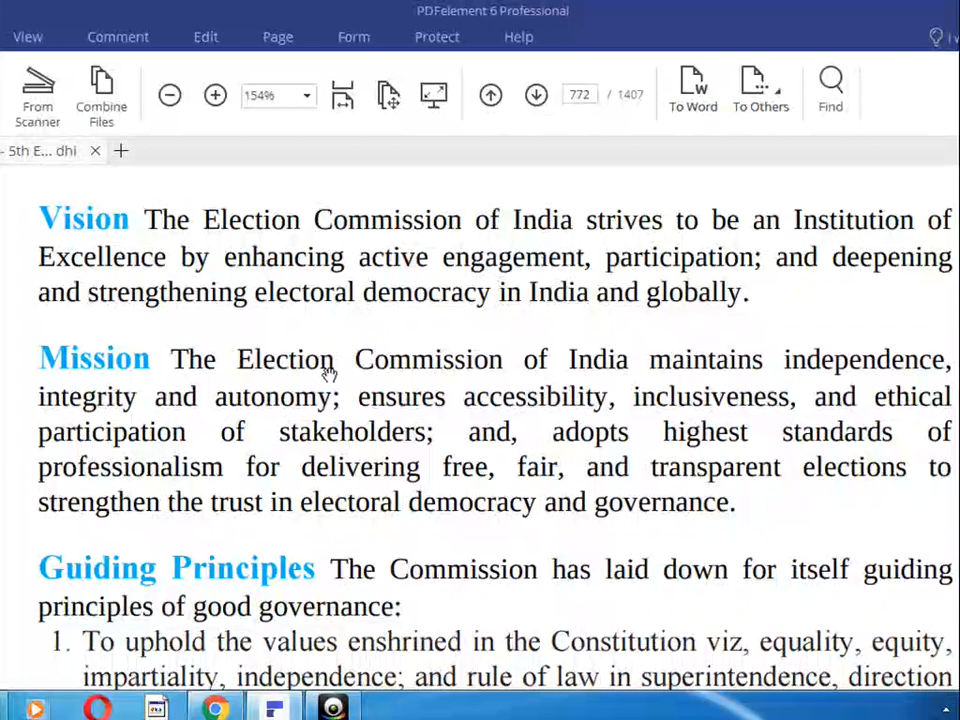 PDFelement 6 Professional
View Comment Edit Page Form Protect Help
From Scanner
Combine Files
154%
772 / 1407
To Word
To Others
Find
- 5th E... dhi
Vision The Election Commission of India strives to be an Institution of
Excellence by enhancing active engagement, participation; and deepening
and strengthening electoral democracy in India and globally.
Mission The Election Commission of India maintains independence,
integrity and autonomy; ensures accessibility, inclusiveness, and ethical
participation of stakeholders; and, adopts highest standards of
professionalism for delivering free, fair, and transparent elections to
strengthen the trust in electoral democracy and governance.
Guiding Principles The Commission has laid down for itself guiding
principles of good governance:
1. To uphold the values enshrined in the Constitution viz, equality, equity,
impartiality, independence; and rule of law in superintendence, direction